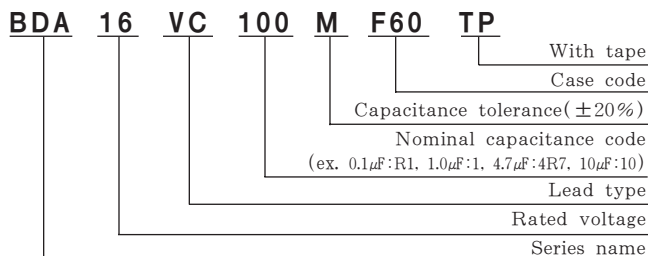 BDA 16 VC 100 M F60 TP
With tape
Case code
Capacitance tolerance(±20%)
Nominal capacitance code
(ex. 0.1μF:R1, 1.0μF:1, 4.7μF:4R7, 10μF:10)
Lead type
Rated voltage
Series name